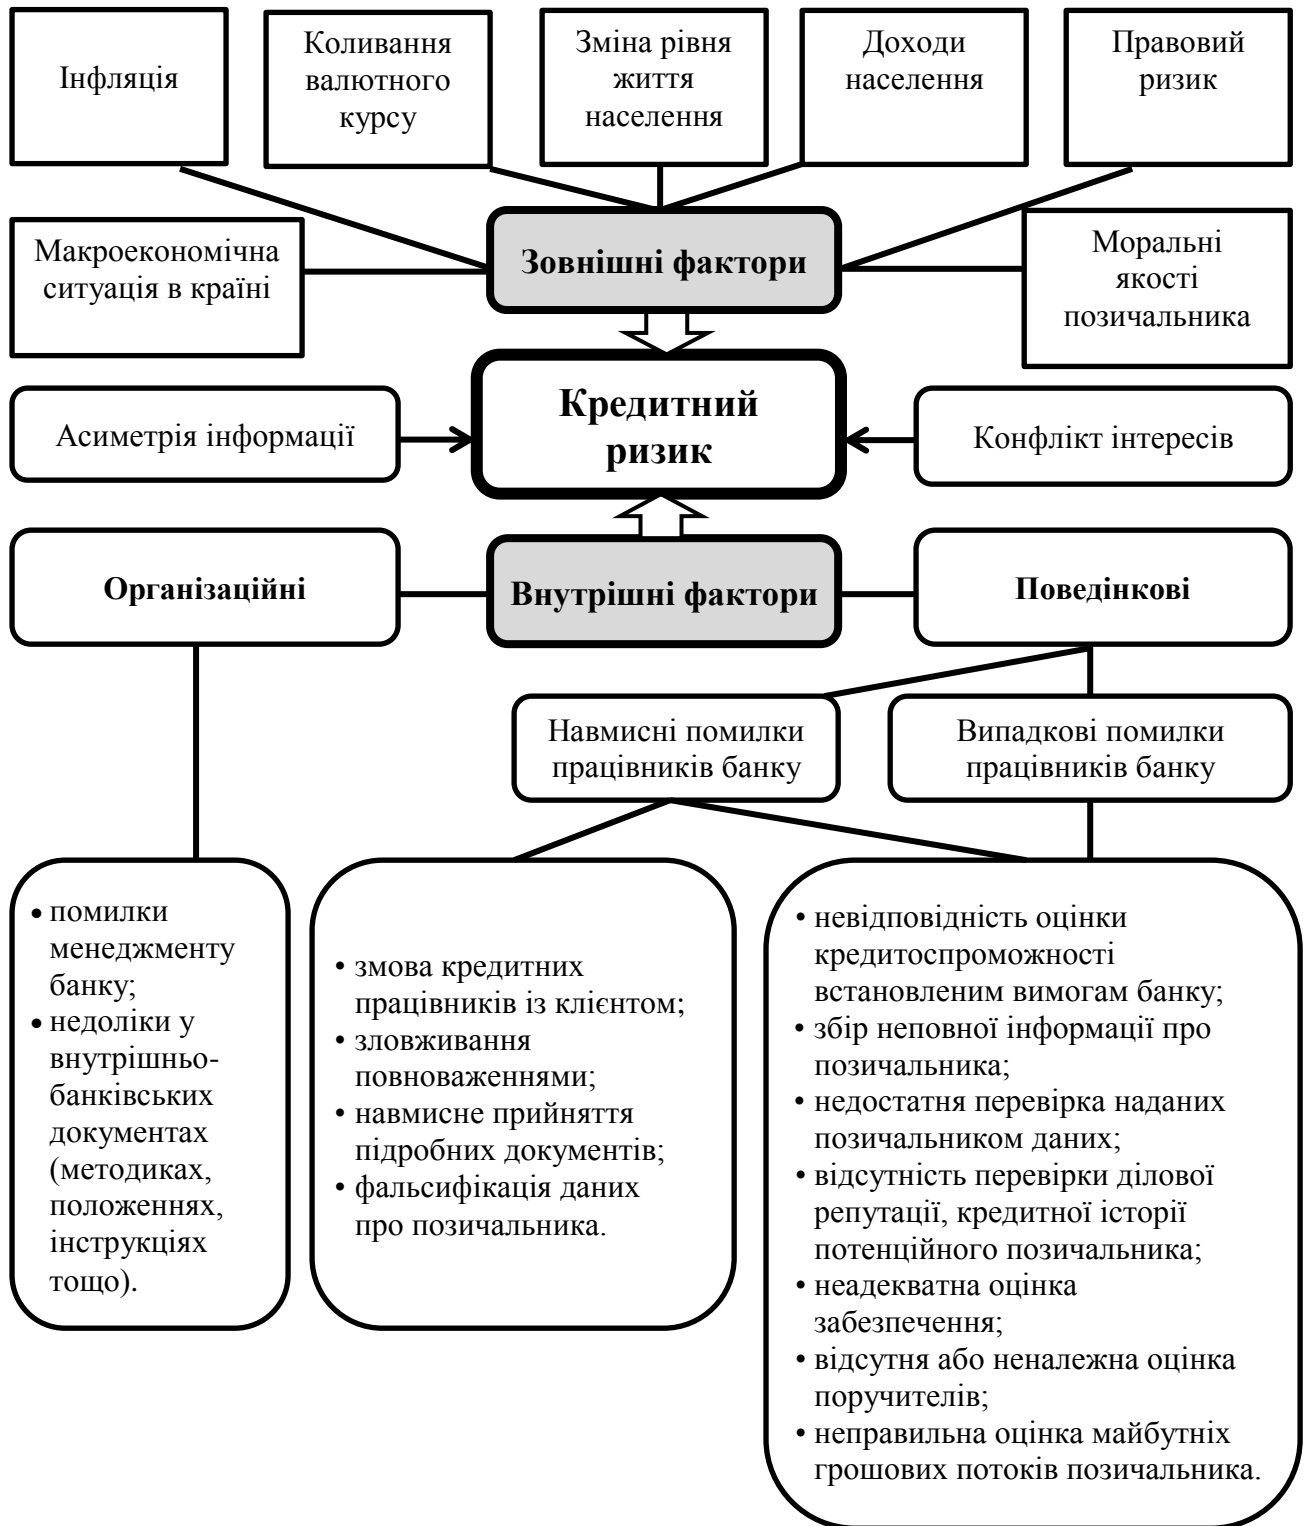 Інфляція
Коливання
валютного
курсу
Зміна рівня
життя
населення
Доходи
населення
Правовий
ризик
Макроекономічна
ситуація в країні
Зовнішні фактори
Моральні
якості
позичальника
Асиметрія інформації
Кредитний
ризик
Конфлікт інтересів
Організаційні
Внутрішні фактори
Поведінкові
Навмисні помилки
працівників банку
Випадкові помилки
працівників банку
• помилки
менеджменту
банку;
• недоліки у
внутрішньо-
банківських
документах
(методиках,
положеннях,
інструкціях
тощо).
• змова кредитних
працівників із клієнтом;
• зловживання
повноваженнями;
• навмисне прийняття
підробних документів;
• фальсифікація даних
про позичальника.
• невідповідність оцінки
кредитоспроможності
встановленим вимогам банку;
• збір неповної інформації про
позичальника;
• недостатня перевірка наданих
позичальником даних;
• відсутність перевірки ділової
репутації, кредитної історії
потенційного позичальника;
• неадекватна оцінка
забезпечення;
• відсутня або неналежна оцінка
поручителів;
• неправильна оцінка майбутніх
грошових потоків позичальника.